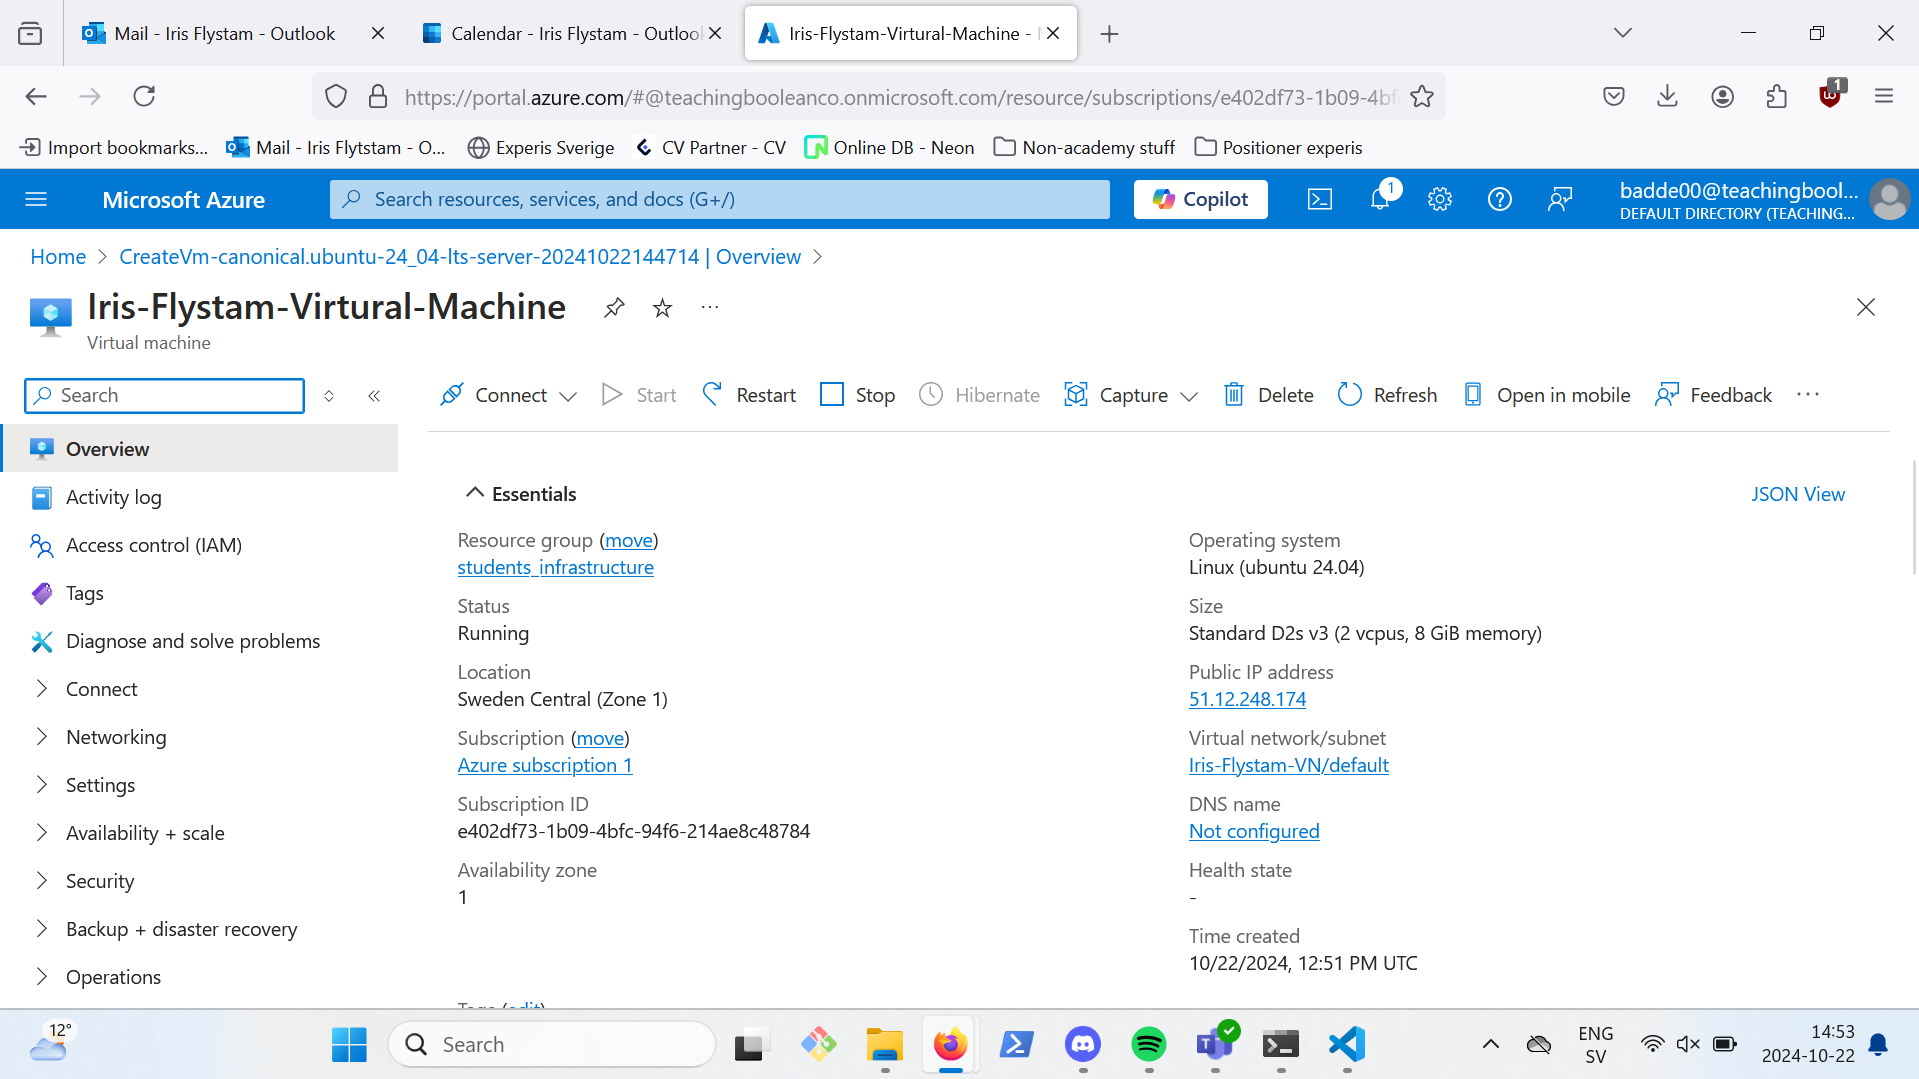 Mail - Iris Flystam - Outlook
Calendar - Iris Flystam - Outloo
Iris-Flystam-Virtural-Machine -
https://portal.azure.com/#@teachingbooleanco.onmicrosoft.com/resource/subscriptions/e402df73-1b09-4bf
1
Import bookmarks...
Mail - Iris Flytstam - O...
Experis Sverige
CV Partner - CV
Online DB - Neon
Non-academy stuff
Positioner experis
Microsoft Azure
Search resources, services, and docs (G+/)
Copilot
1
badde00@teachingbool...
DEFAULT DIRECTORY (TEACHING...
Home > CreateVm-canonical.ubuntu-24_04-lts-server-20241022144714 | Overview >
Iris-Flystam-Virtural-Machine
Virtual machine
Search
Connect
Start
Restart
Stop
Hibernate
Capture
Delete
Refresh
Open in mobile
Feedback
Overview
Activity log
Access control (IAM)
Tags
Diagnose and solve problems
Connect
Networking
Settings
Availability + scale
Security
Backup + disaster recovery
Operations
Essentials
JSON View
Resource group (move)
students_infrastructure
Status
Running
Location
Sweden Central (Zone 1)
Subscription (move)
Azure subscription 1
Subscription ID
e402df73-1b09-4bfc-94f6-214ae8c48784
Availability zone
1
Operating system
Linux (ubuntu 24.04)
Size
Standard D2s v3 (2 vcpus, 8 GiB memory)
Public IP address
51.12.248.174
Virtual network/subnet
Iris-Flystam-VN/default
DNS name
Not configured
Health state
-
Time created
10/22/2024, 12:51 PM UTC
Tags (edit)
12°
Search
ENG
SV
14:53
2024-10-22